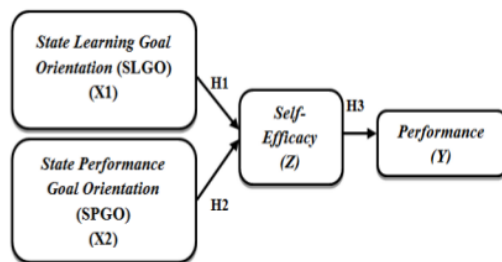 State Learning Goal
Orientation (SLGO)
(X1)
H1
Self-
Efficacy
(Z)
H3
Performance
(Y)
State Performance
Goal Orientation
(SPGO)
(X2)
H2